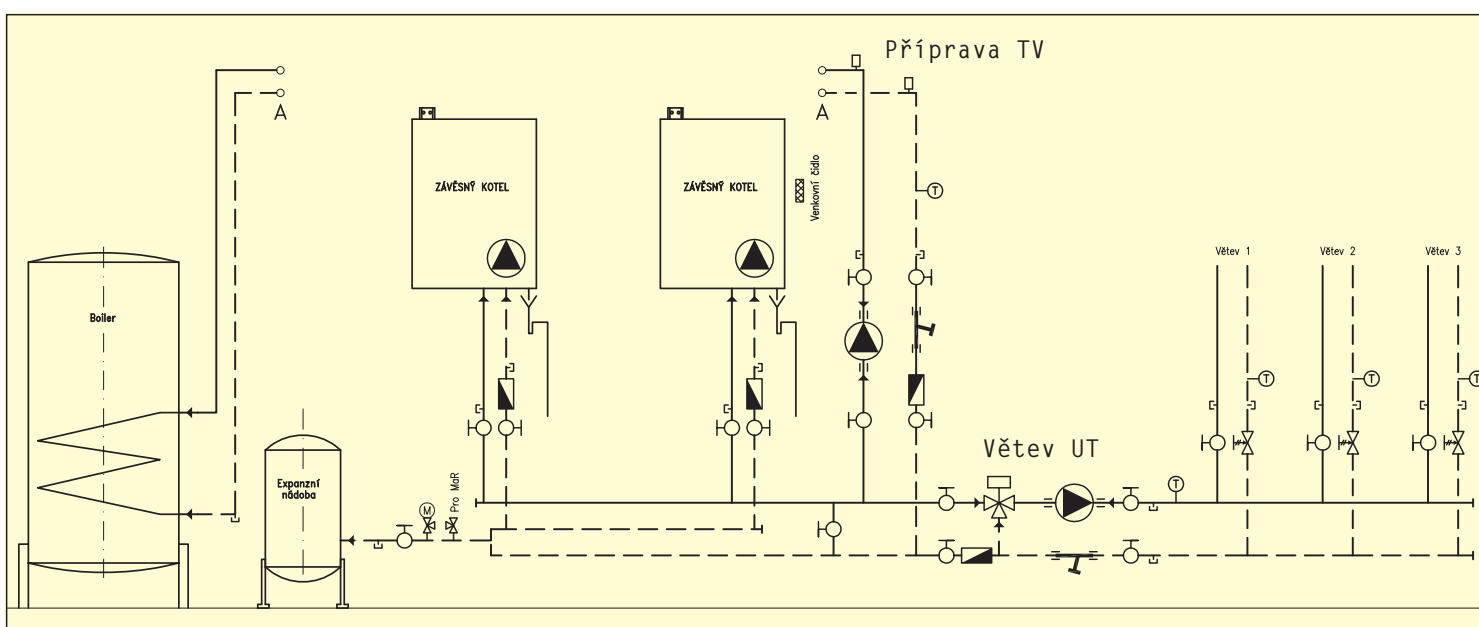 Příprava TV
A
A
ZÁVĚSNÝ KOTEL
ZÁVĚSNÝ KOTEL
Venkovní čidlo
T
Větev 1
Větev 2
Větev 3
Boiler
T
T
T
Větev UT
Expanzní
nádoba
M
Pro MaR
T